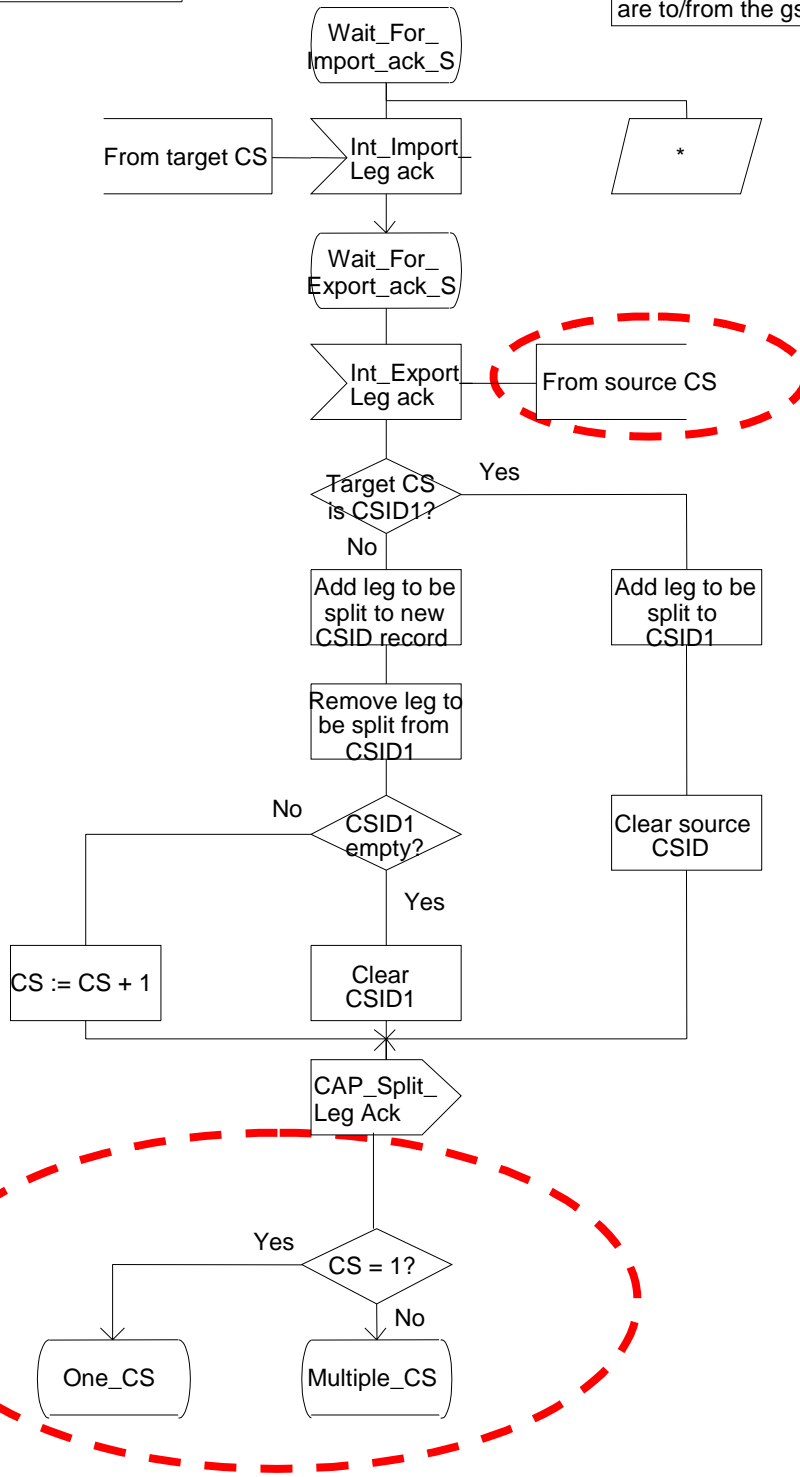 are to/from the gs
Wait_For_
Import_ack_S
From target CS
Int_Import
Leg ack
*
Wait_For_
Export_ack_S
Int_Export
Leg ack
From source CS
Target CS
is CSID1?
Yes
No
Add leg to be
split to new
CSID record
Add leg to be
split to
CSID1
Remove leg to
be split from
CSID1
No
CSID1
empty?
Clear source
CSID
Yes
CS := CS + 1
Clear
CSID1
CAP_Split_
Leg Ack
Yes
CS = 1?
No
One_CS
Multiple_CS